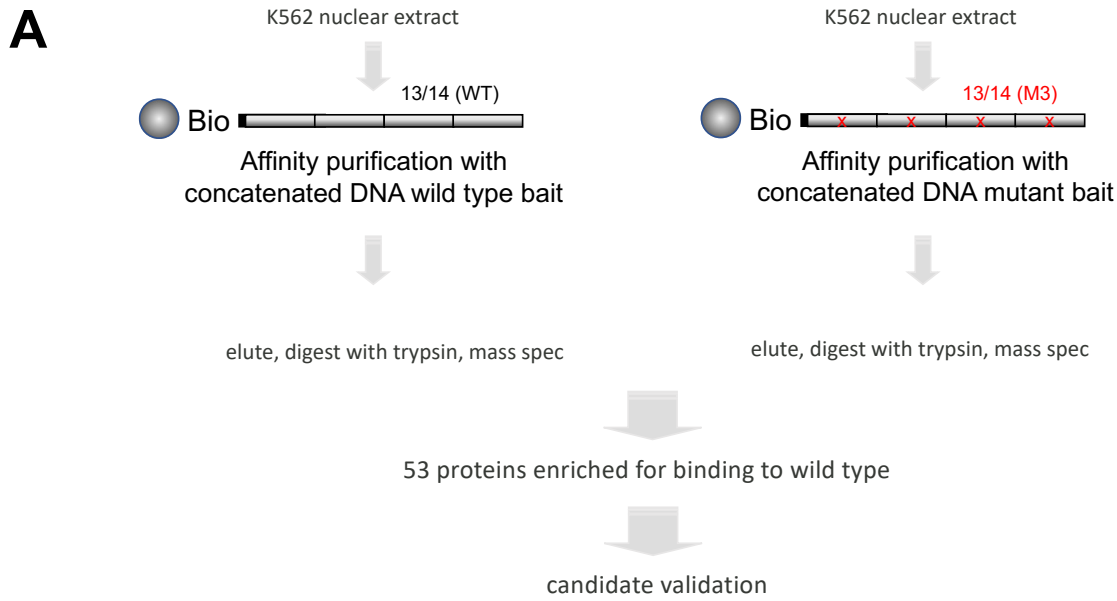 A
K562 nuclear extract
K562 nuclear extract
13/14 (WT)
13/14 (M3)
Bio
x x x x
Bio
Affinity purification with
concatenated DNA wild type bait
Affinity purification with
concatenated DNA mutant bait
elute, digest with trypsin, mass spec
elute, digest with trypsin, mass spec
53 proteins enriched for binding to wild type
candidate validation